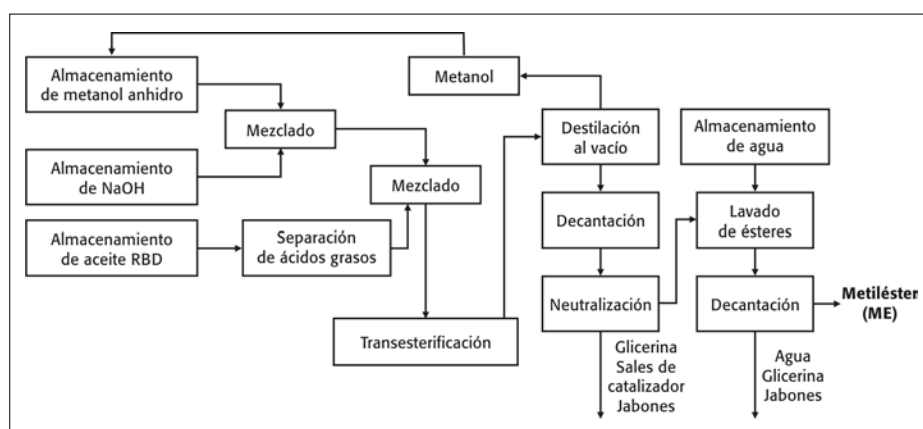 Almacenamiento
de metanol anhidro
Metanol
Mezclado
Destilación
al vacío
Almacenamiento
de agua
Almacenamiento
de NaOH
Mezclado
Almacenamiento
de aceite RBD
Separación
de ácidos grasos
Decantación
Lavado
de ésteres
Transesterificación
Neutralización
Decantación
Metiléster
(ME)
Glicerina
Sales de
catalizador
Jabones
Agua
Glicerina
Jabones